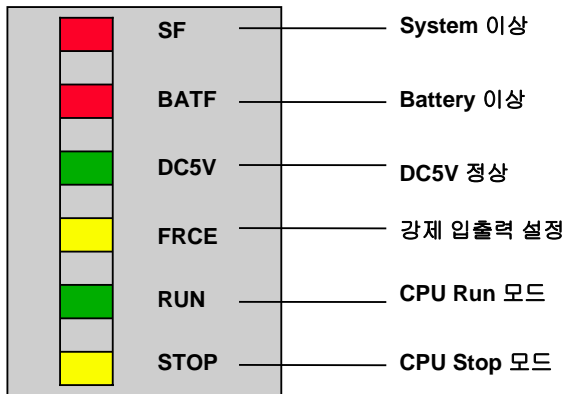 SF System 이상
BATF Battery 이상
DC5V DC5V 정상
FRCE 강제 입출력 설정
RUN CPU Run 모드
STOP CPU Stop 모드